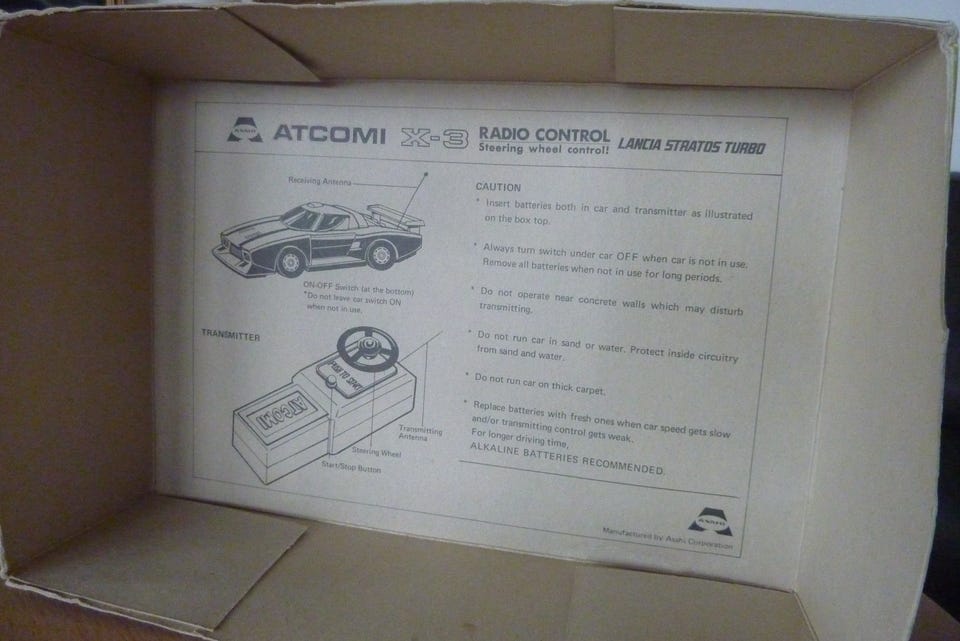 ASAHI
ATCOMI X-3 RADIO CONTROL
Steering wheel control! LANCIA STRATOS TURBO
Receiving Antenna
ON-OFF Switch (at the bottom)
*Do not leave car switch ON
when not in use.
TRANSMITTER
PUSH TO START
ATCOMI
Transmitting
Antenna
Steering Wheel
Start/Stop Button
CAUTION
* Insert batteries both in car and transmitter as illustrated
on the box top.
* Always turn switch under car OFF when car is not in use.
Remove all batteries when not in use for long periods.
* Do not operate near concrete walls which may disturb
transmitting.
* Do not run car in sand or water. Protect inside circuitry
from sand and water.
* Do not run car on thick carpet.
* Replace batteries with fresh ones when car speed gets slow
and/or transmitting control gets weak.
For longer driving time,
ALKALINE BATTERIES RECOMMENDED.
ASAHI
Manufactured by Asahi Corporation